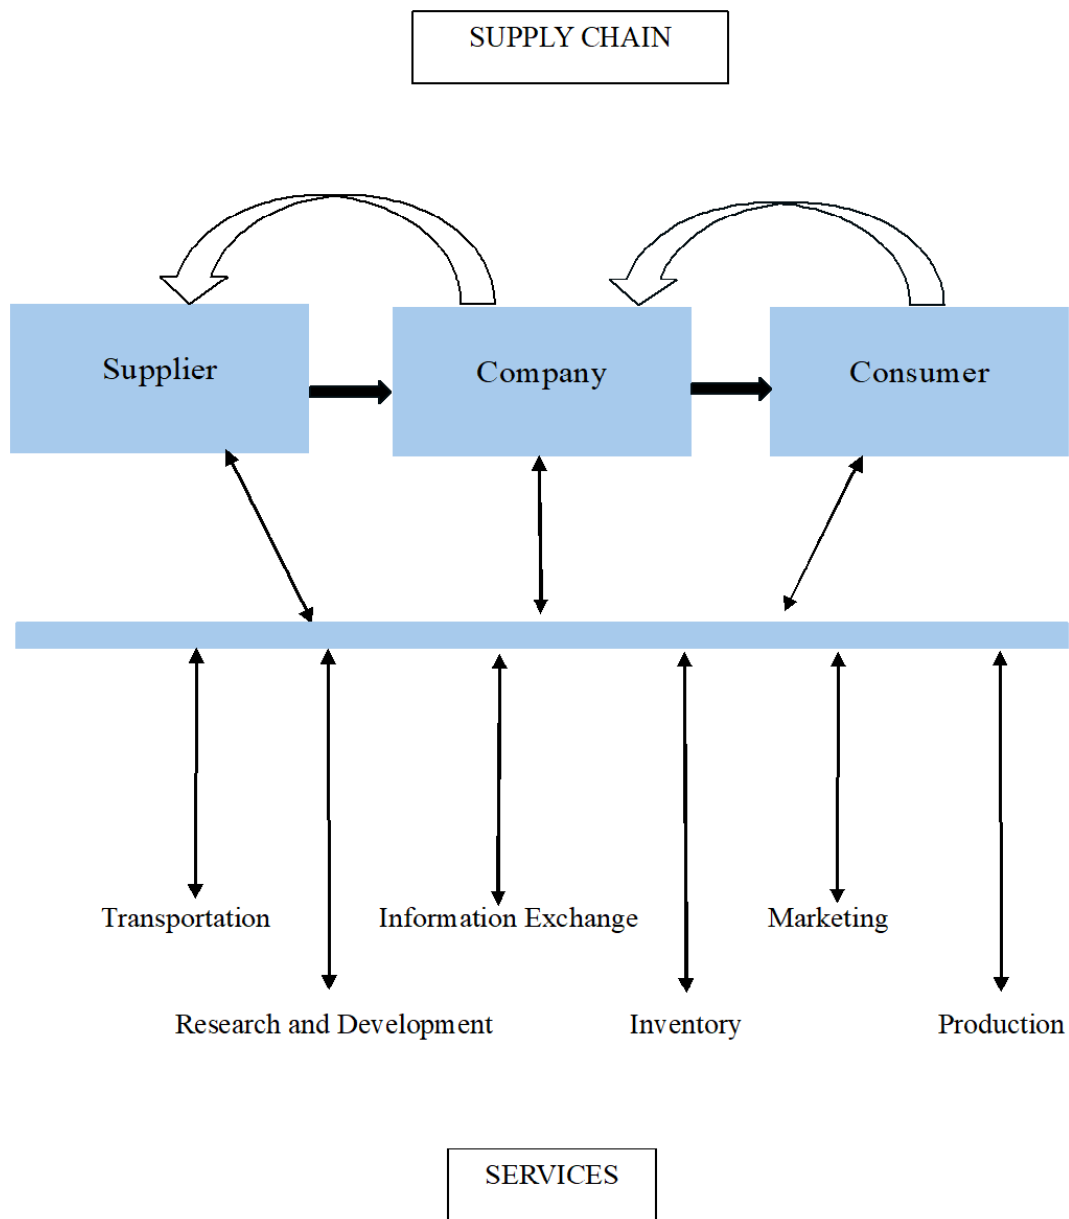 SUPPLY CHAIN
Supplier
Company
Consumer
Transportation
Information Exchange
Marketing
Research and Development
Inventory
Production
SERVICES